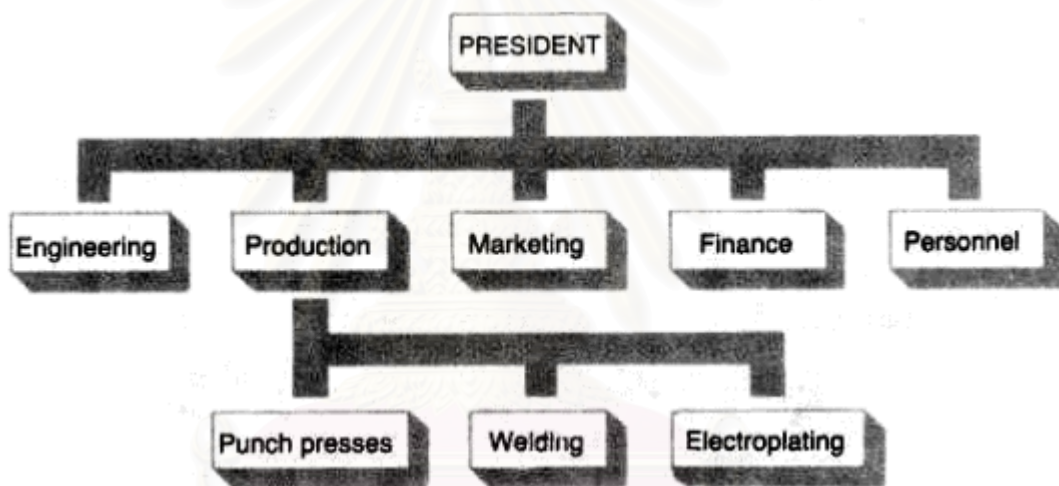 PRESIDENT
Engineering
Production
Marketing
Finance
Personnel
Punch presses
Welding
Electroplating